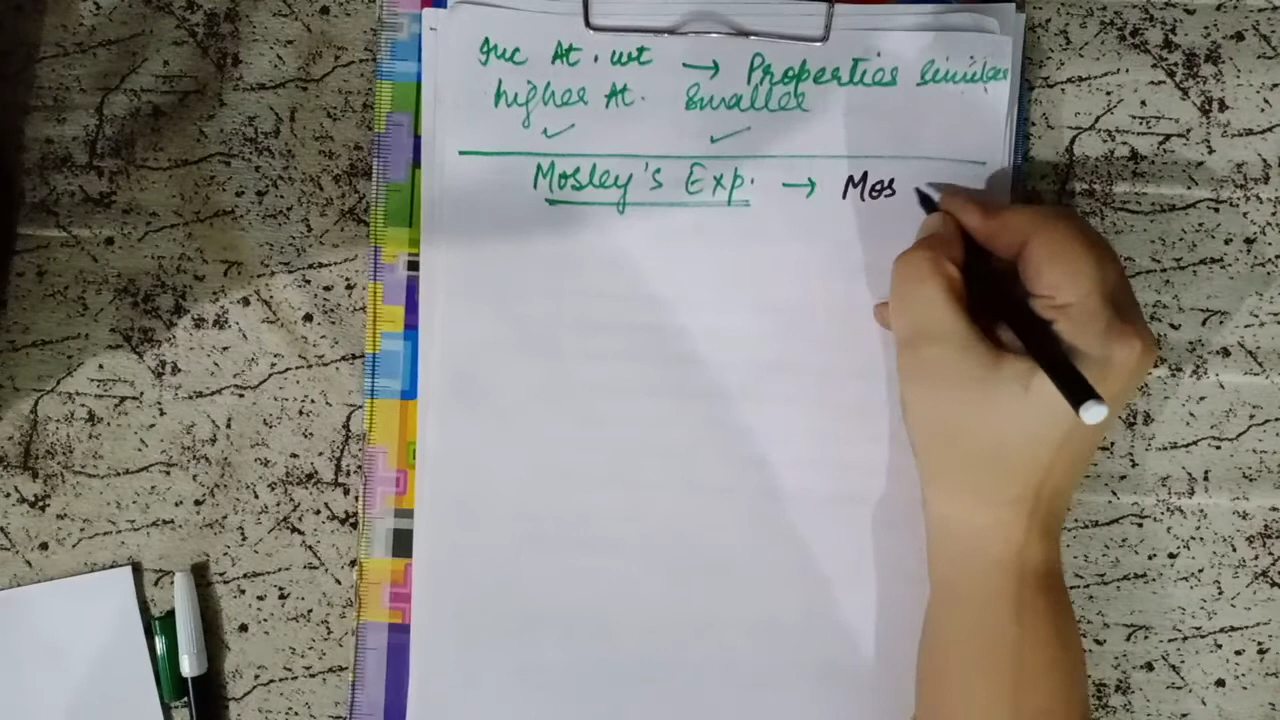 Inc At. wt → Properties similar
higher At. smaller
Mosley's Exp. → Mos